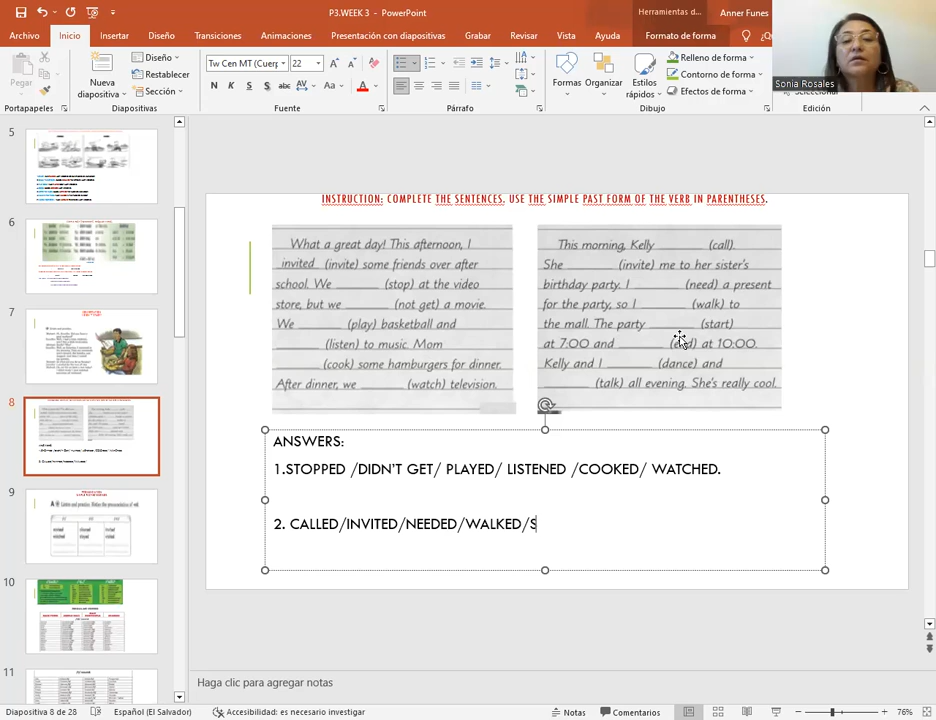 P3.WEEK 3 - PowerPoint
Herramientas d...
Anner Funes
Archivo
Inicio
Insertar
Diseño
Transiciones
Animaciones
Presentación con diapositivas
Grabar
Revisar
Vista
Ayuda
Formato de forma
Sonia Rosales
Pegar
Nueva diapositiva
Diseño
Restablecer
Sección
Tw Cen MT (Cuerp
22
N K S abc AV Aa A
Formas
Organizar
Estilos rápidos
Relleno de forma
Contorno de forma
Efectos de forma
Portapapeles
Diapositivas
Fuente
Párrafo
Dibujo
Edición
5
6
7
8
9
10
11
INSTRUCTION: COMPLETE THE SENTENCES. USE THE SIMPLE PAST FORM OF THE VERB IN PARENTHESES.
What a great day! This afternoon, I
invited (invite) some friends over after
school. We ______ (stop) at the video
store, but we ______ (not get) a movie.
We ______ (play) basketball and
______ (listen) to music. Mom
______ (cook) some hamburgers for dinner.
After dinner, we ______ (watch) television.
This morning, Kelly ______ (call).
She ______ (invite) me to her sister's
birthday party. I ______ (need) a present
for the party, so I ______ (walk) to
the mall. The party ______ (start)
at 7:00 and ______ at 10:00.
Kelly and I ______ (dance) and
______ (talk) all evening. She's really cool.
ANSWERS:
1.STOPPED /DIDN'T GET/ PLAYED/ LISTENED /COOKED/ WATCHED.
2. CALLED/INVITED/NEEDED/WALKED/S
Haga clic para agregar notas
Diapositiva 8 de 28
Español (El Salvador)
Accesibilidad: es necesario investigar
Notas
Comentarios
76%